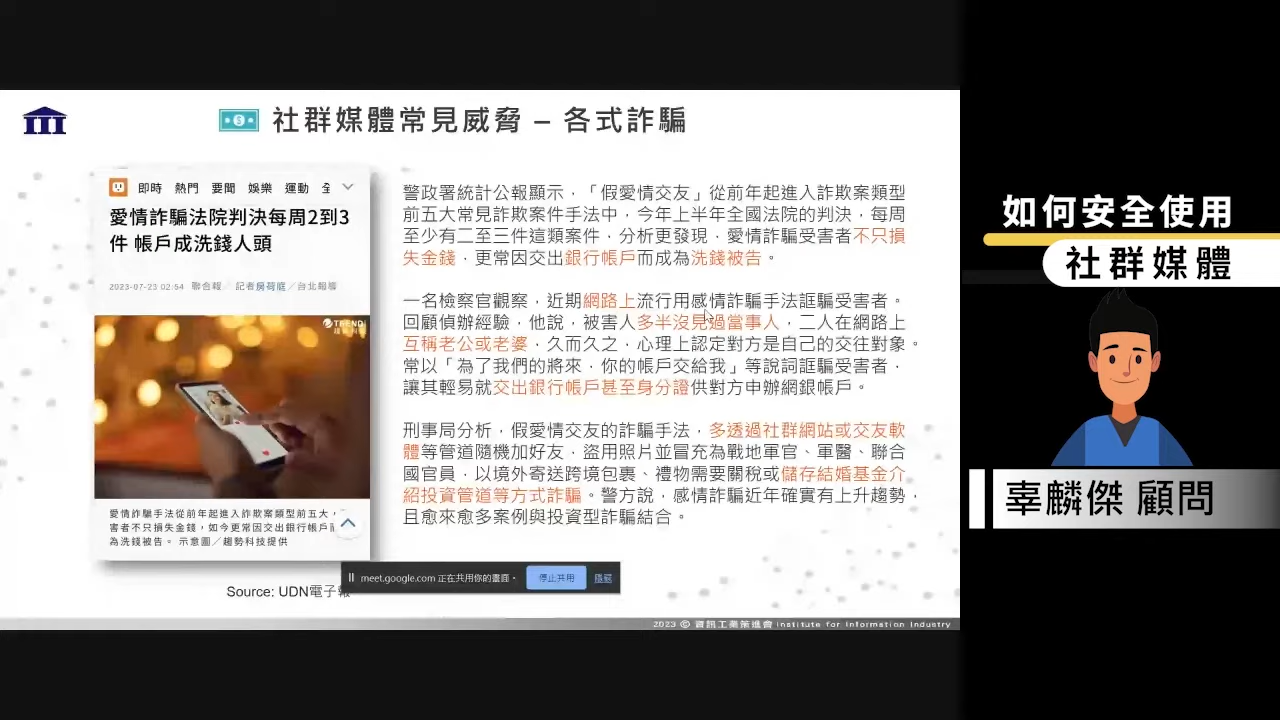 社群媒體常見威脅 – 各式詐騙
即時 熱門 要聞 娛樂 運動 全
愛情詐騙法院判決每周2到3
件 帳戶成洗錢人頭
2023-07-23 02:54 聯合報／ 記者房荷庭／台北報導
TREND
愛情詐騙手法從前年起進入詐欺案類型前五大，
害者不只損失金錢，如今更常因交出銀行帳戶而
為洗錢被告。 示意圖／趨勢科技提供
Source: UDN電子報
警政署統計公報顯示，「假愛情交友」從前年起進入詐欺案類型
前五大常見詐欺案件手法中，今年上半年全國法院的判決，每周
至少有二至三件這類案件，分析更發現，愛情詐騙受害者不只損
失金錢，更常因交出銀行帳戶而成為洗錢被告。
一名檢察官觀察，近期網路上流行用感情詐騙手法誆騙受害者。
回顧偵辦經驗，他說，被害人多半沒見過當事人，二人在網路上
互稱老公或老婆，久而久之，心理上認定對方是自己的交往對象。
常以「為了我們的將來，你的帳戶交給我」等說詞誆騙受害者，
讓其輕易就交出銀行帳戶甚至身分證供對方申辦網銀帳戶。
刑事局分析，假愛情交友的詐騙手法，多透過社群網站或交友軟
體等管道隨機加好友，盜用照片並冒充為戰地軍官、軍醫、聯合
國官員，以境外寄送跨境包裹、禮物需要關稅或儲存結婚基金介
紹投資管道等方式詐騙。警方說，感情詐騙近年確實有上升趨勢，
且愈來愈多案例與投資型詐騙結合。
meet.google.com 正在共用你的畫面。 停止共用 隱藏
2023 © 資訊工業策進會 Institute for Information Industry
如何安全使用
社群媒體
辜麟傑 顧問